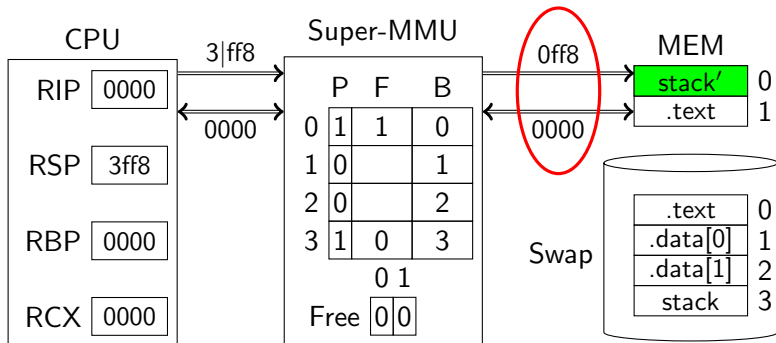 CPU
Super-MMU
MEM
RIP 0000
RSP 3ff8
RBP 0000
RCX 0000
3|ff8
0000
P F B
0 1 1 0
1 0 1
2 0 2
3 1 0 3
0 1
Free 0 0
0ff8
0000
stack′ 0
.text 1
Swap
.text 0
.data[0] 1
.data[1] 2
stack 3